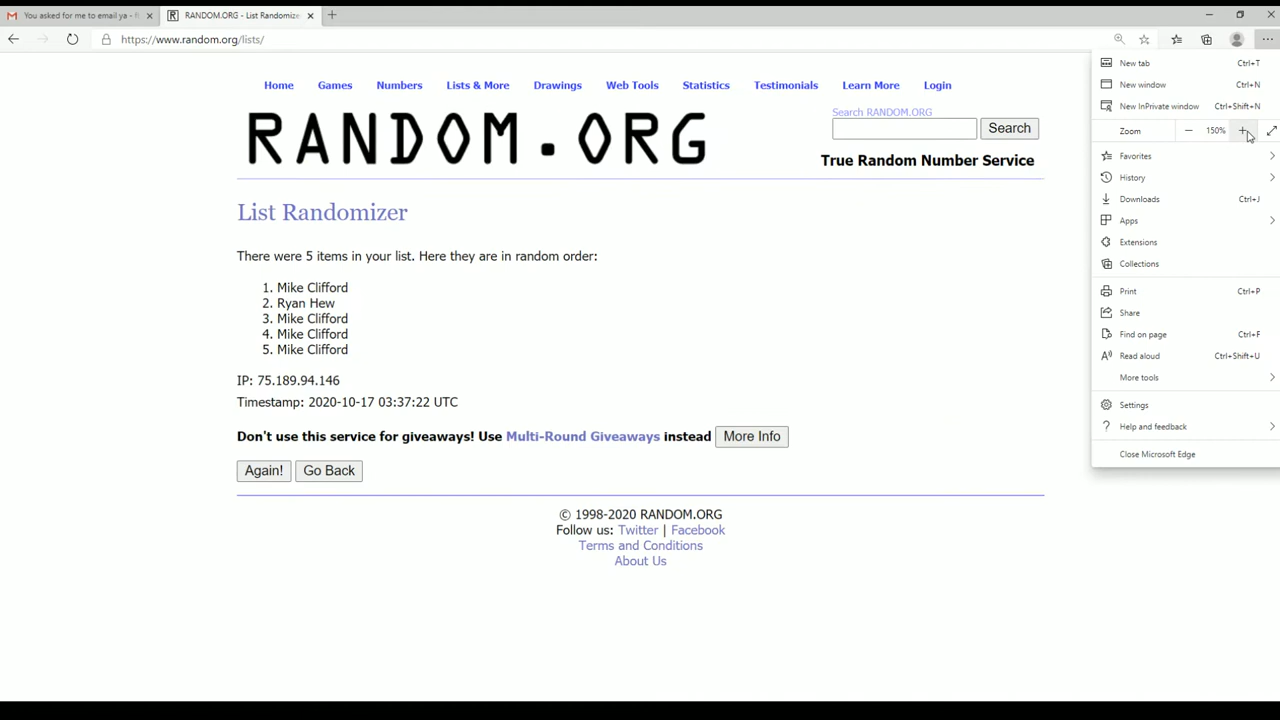 You asked for me to email ya -
RANDOM.ORG - List Randomize
https://www.random.org/lists/
Home Games Numbers Lists & More Drawings Web Tools Statistics Testimonials Learn More Login
RANDOM.ORG
Search RANDOM.ORG
Search
True Random Number Service
List Randomizer
There were 5 items in your list. Here they are in random order:
1. Mike Clifford
2. Ryan Hew
3. Mike Clifford
4. Mike Clifford
5. Mike Clifford
IP: 75.189.94.146
Timestamp: 2020-10-17 03:37:22 UTC
Don't use this service for giveaways! Use Multi-Round Giveaways instead More Info
Again! Go Back
© 1998-2020 RANDOM.ORG
Follow us: Twitter | Facebook
Terms and Conditions
About Us
New tab Ctrl+T
New window Ctrl+N
New InPrivate window Ctrl+Shift+N
Zoom 150%
Favorites
History
Downloads Ctrl+J
Apps
Extensions
Collections
Print Ctrl+P
Share
Find on page Ctrl+F
Read aloud Ctrl+Shift+U
More tools
Settings
Help and feedback
Close Microsoft Edge